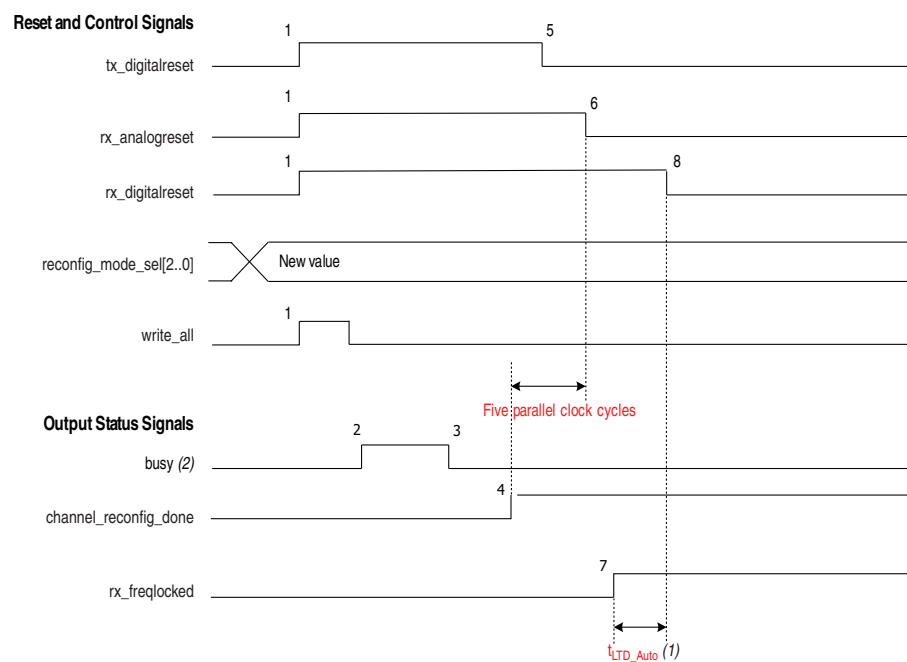 Reset and Control Signals
1 5
tx_digitalreset
1 6
rx_analogreset
1 8
rx_digitalreset
reconfig_mode_sel[2..0] New value
1
write_all
Five parallel clock cycles
Output Status Signals
2 3
busy (2)
4
channel_reconfig_done
7
rx_freqlocked
tLTD_Auto (1)